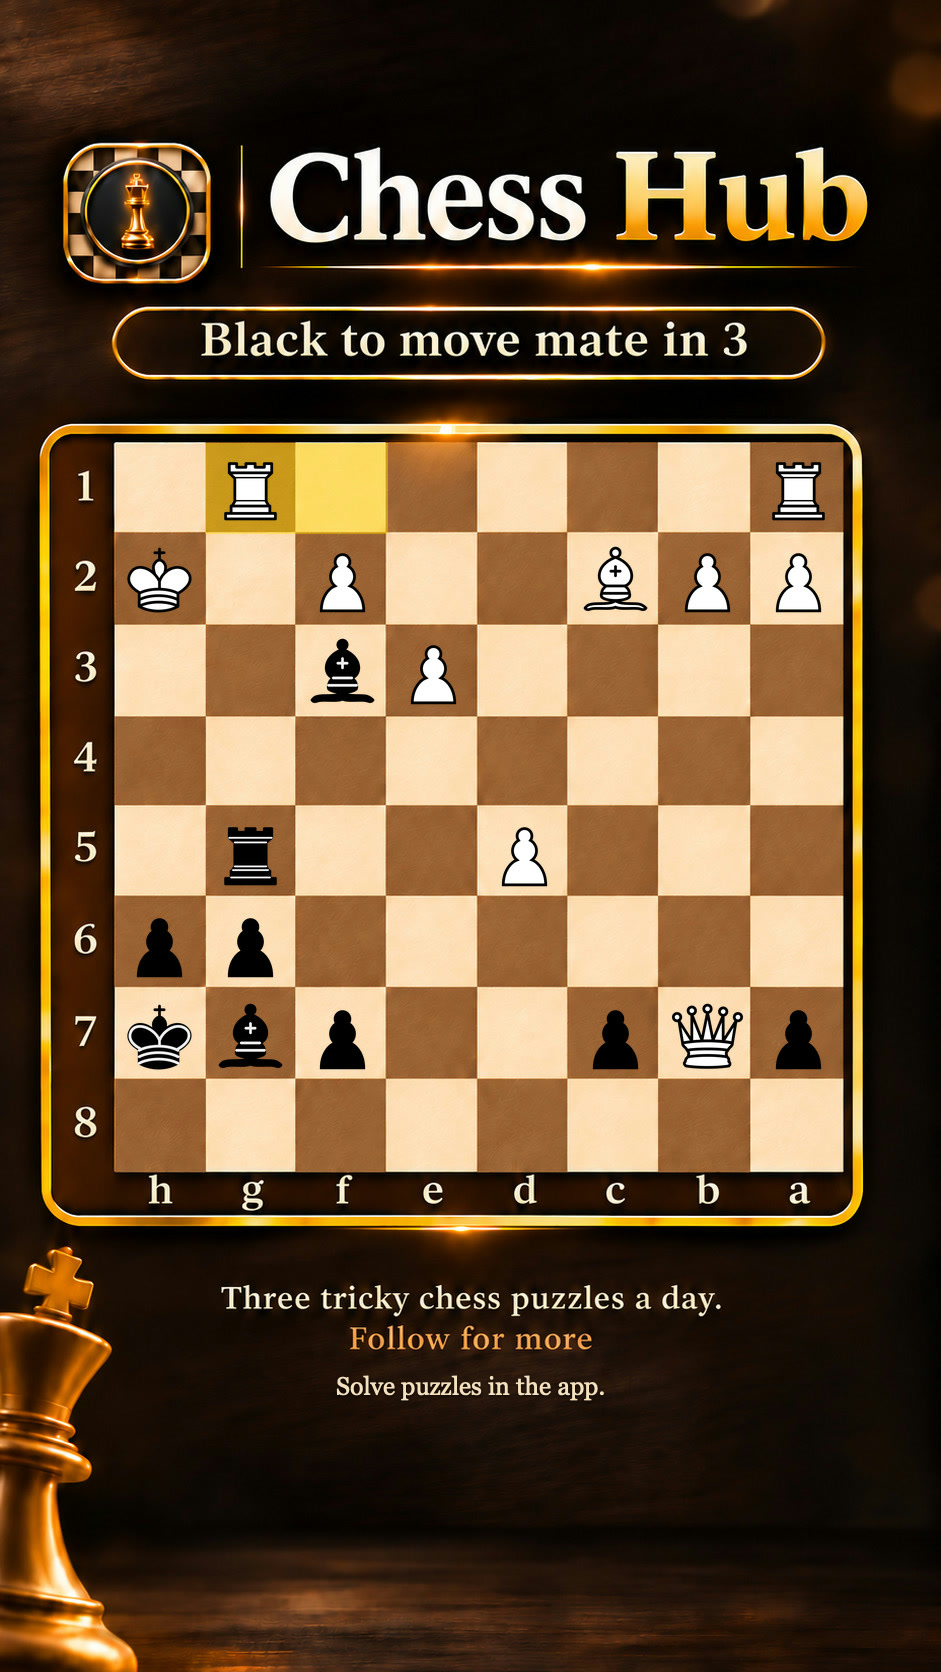 Chess Hub
Black to move mate in 3
1
2
3
4
5
6
7
8
h g f e d c b a
Three tricky chess puzzles a day.
Follow for more
Solve puzzles in the app.